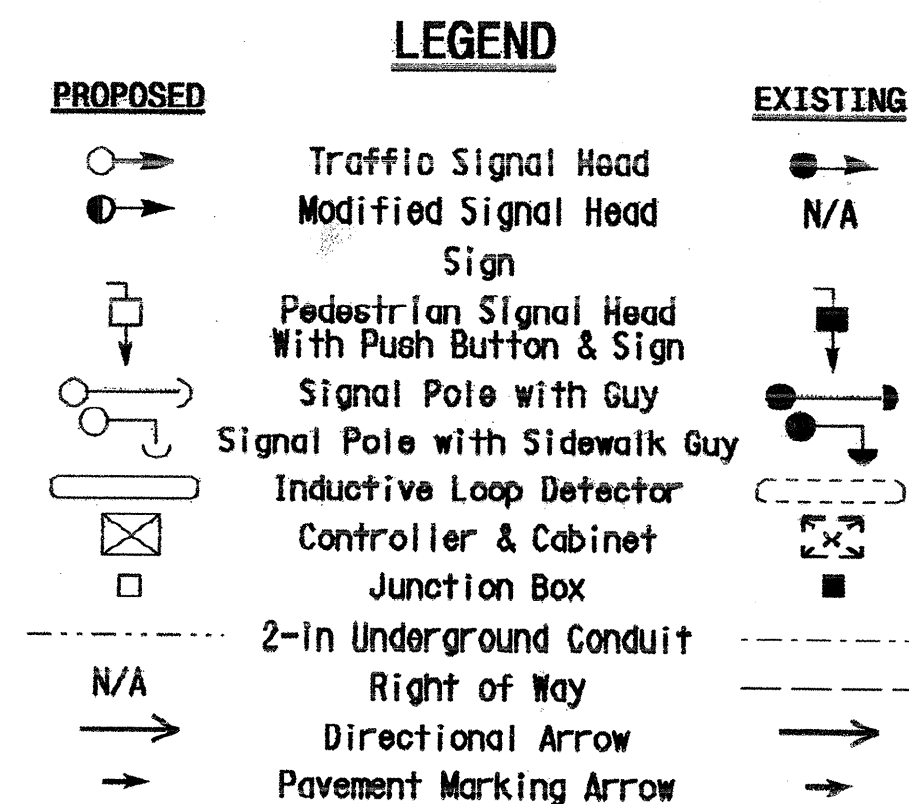 LEGEND
PROPOSED
EXISTING
Traffic Signal Head
Modified Signal Head N/A
Sign
Pedestrian Signal Head
With Push Button & Sign
Signal Pole with Guy
Signal Pole with Sidewalk Guy
Inductive Loop Detector
Controller & Cabinet
Junction Box
2-in Underground Conduit
N/A Right of Way
Directional Arrow
Pavement Marking Arrow